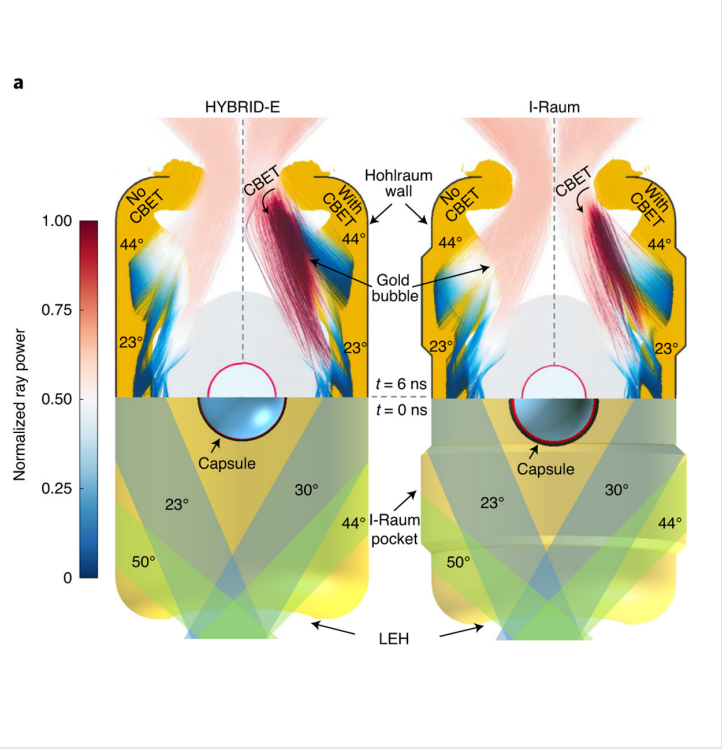 a
HYBRID-E
I-Raum
No
CBET
CBET
With
CBET
Hohlraum
wall
No
CBET
CBET
With
CBET
44°
44°
44°
44°
Gold
bubble
23°
23°
23°
23°
t = 6 ns
t = 0 ns
Normalized ray power
1.00
0.75
0.50
0.25
0
Capsule
Capsule
23°
30°
44°
50°
I-Raum
pocket
23°
30°
44°
50°
LEH